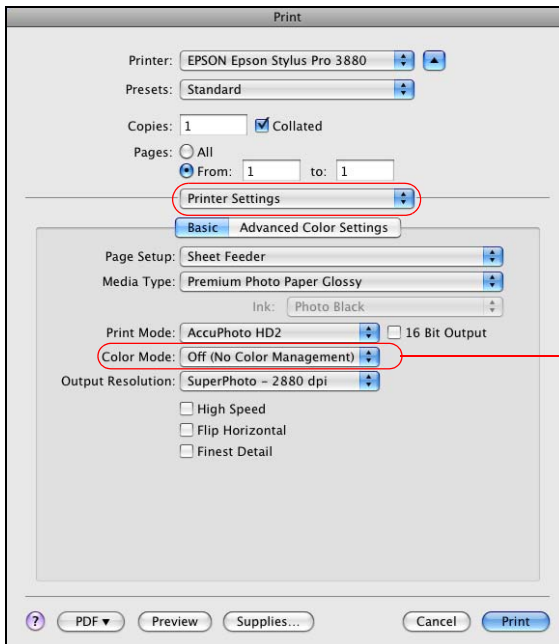 Print
Printer: EPSON Epson Stylus Pro 3880
Presets: Standard
Copies: 1 Collated
Pages: All
From: 1 to: 1
Printer Settings
Basic Advanced Color Settings
Page Setup: Sheet Feeder
Media Type: Premium Photo Paper Glossy
Ink: Photo Black
Print Mode: AccuPhoto HD2 16 Bit Output
Color Mode: Off (No Color Management)
Output Resolution: SuperPhoto – 2880 dpi
High Speed
Flip Horizontal
Finest Detail
? PDF ▼ Preview Supplies... Cancel Print